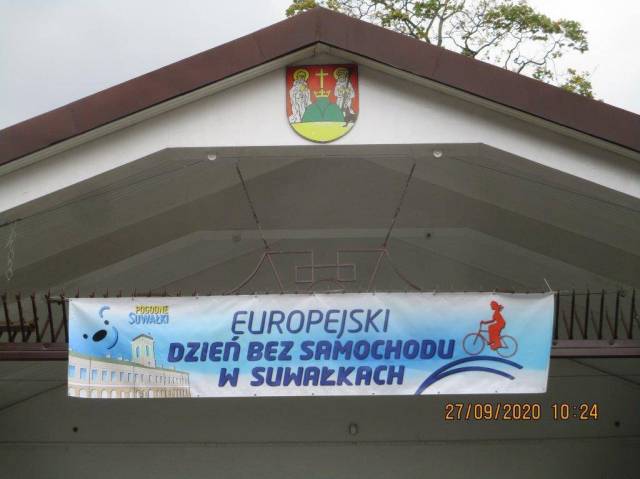 POGODNE
SUWAŁKI
EUROPEJSKI
DZIEŃ BEZ SAMOCHODU
W SUWAŁKACH
27/09/2020 10:24